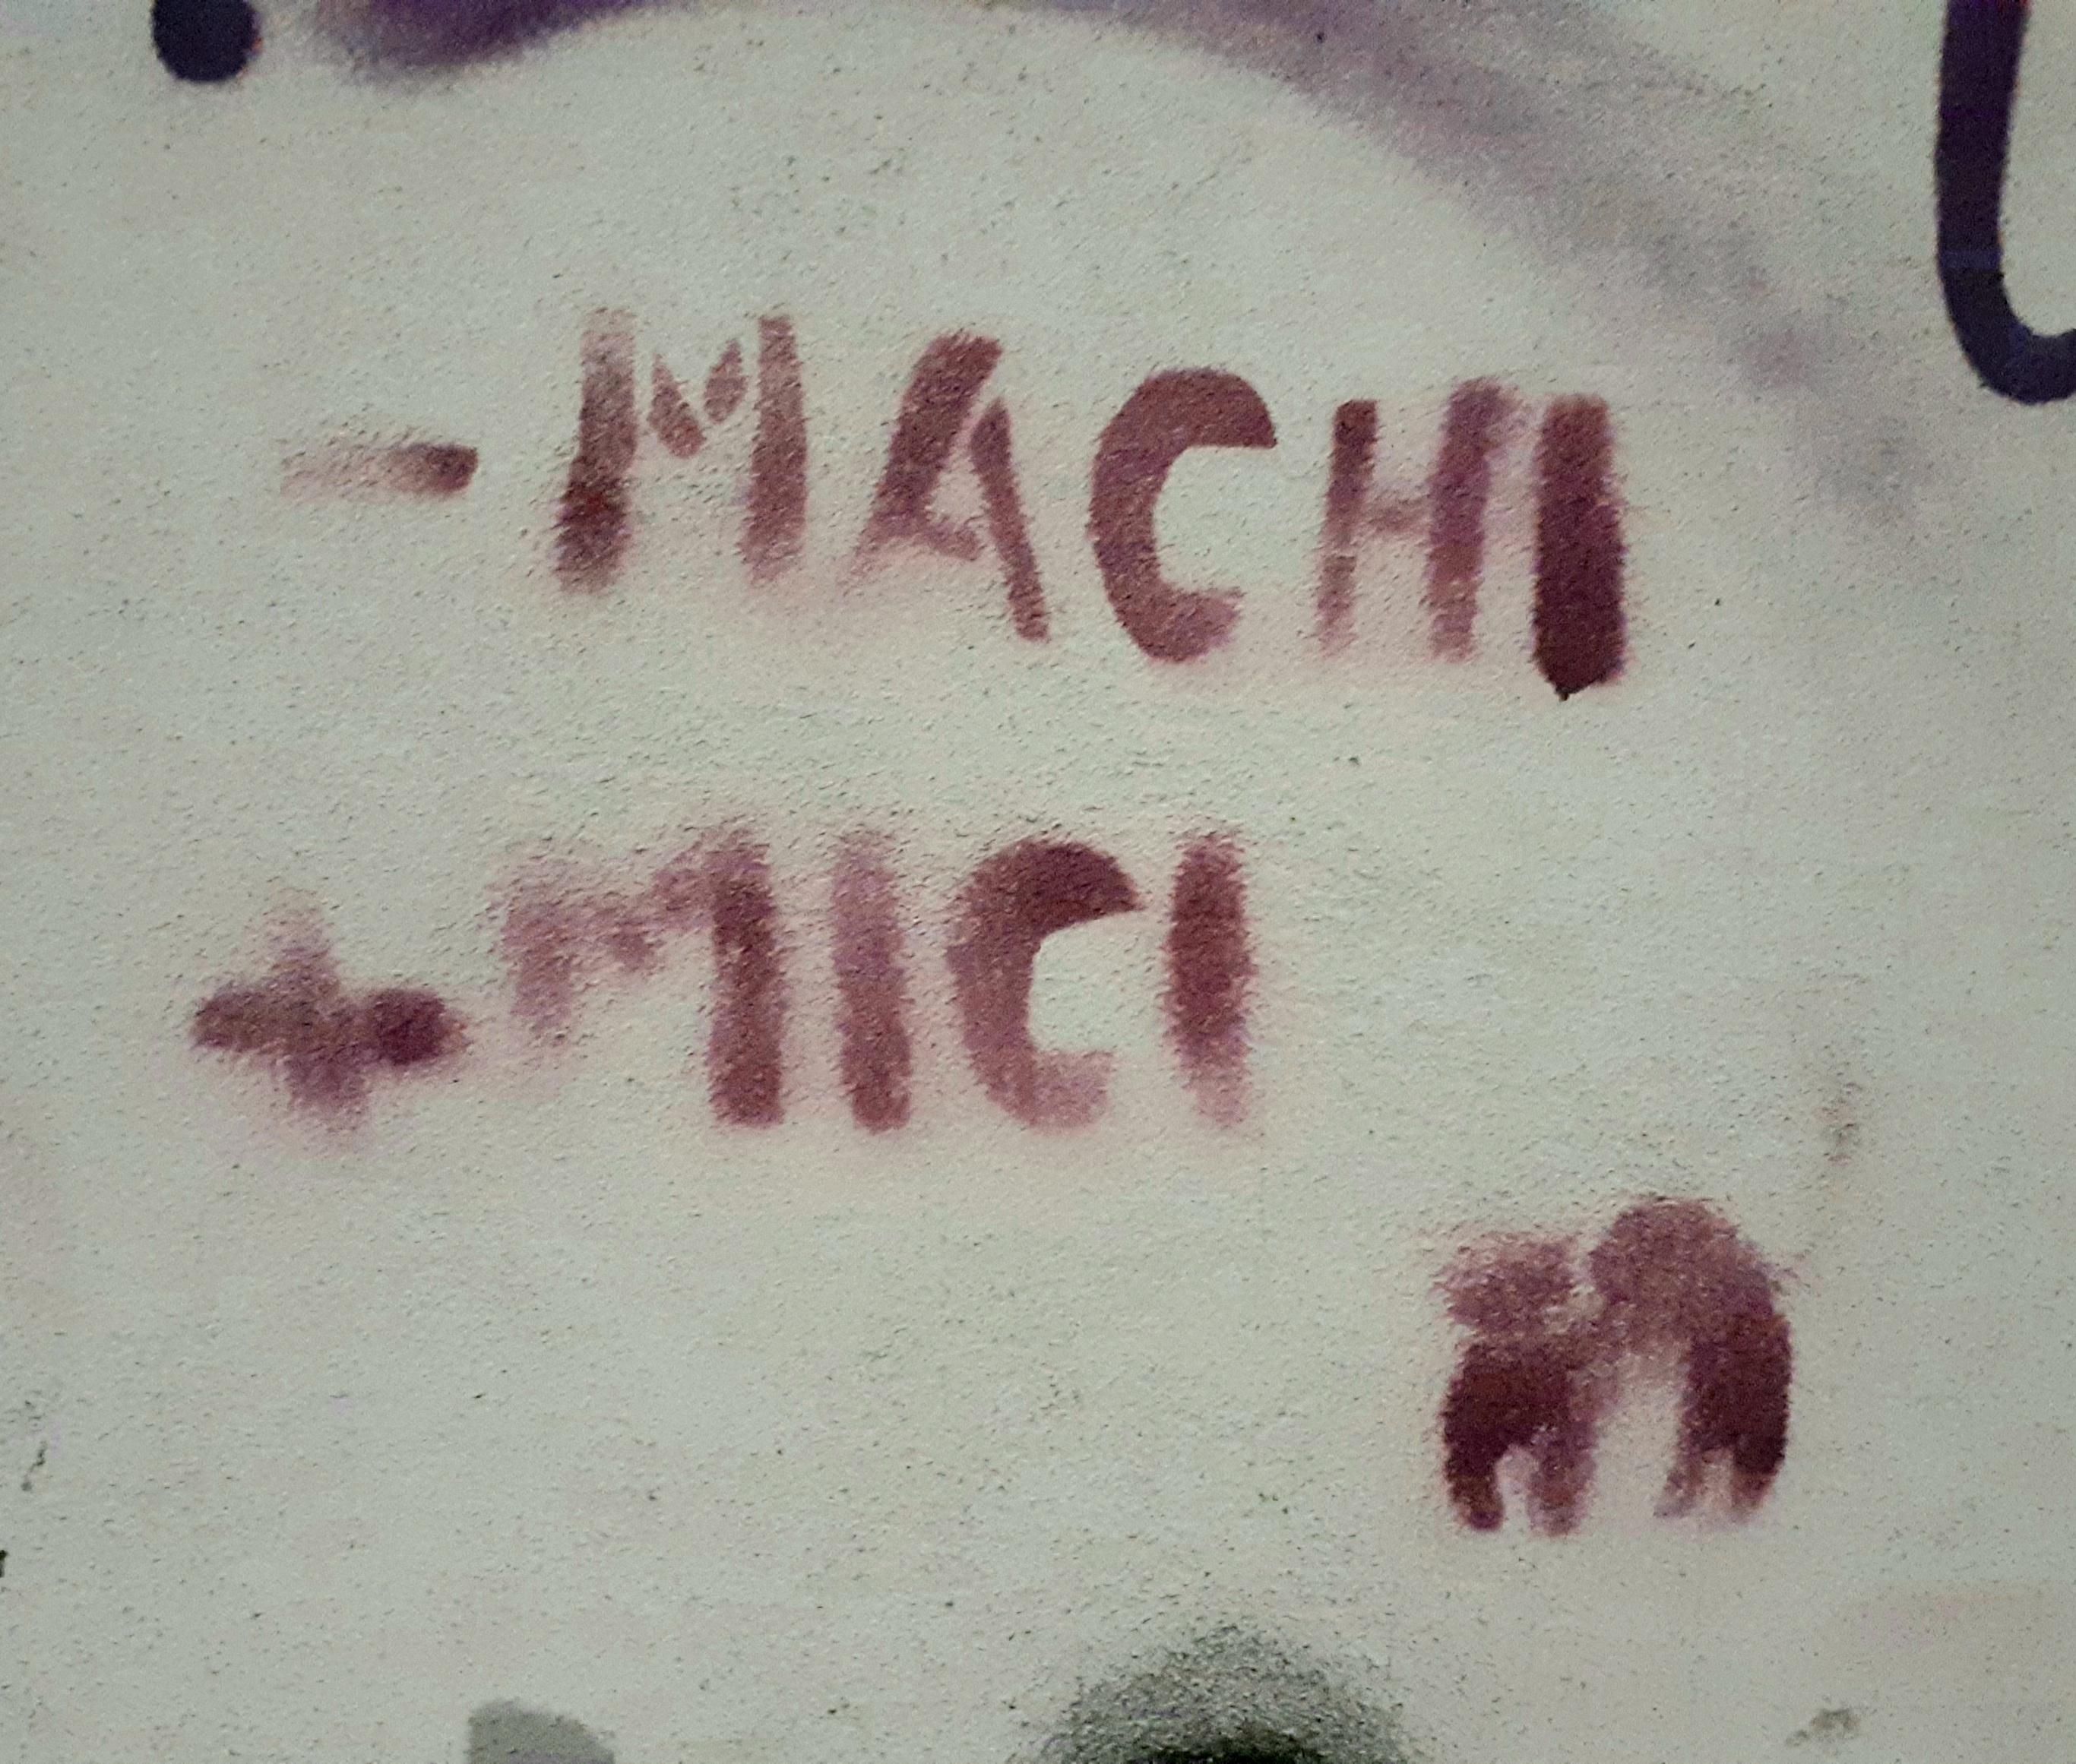 - MACHI
+ MICI